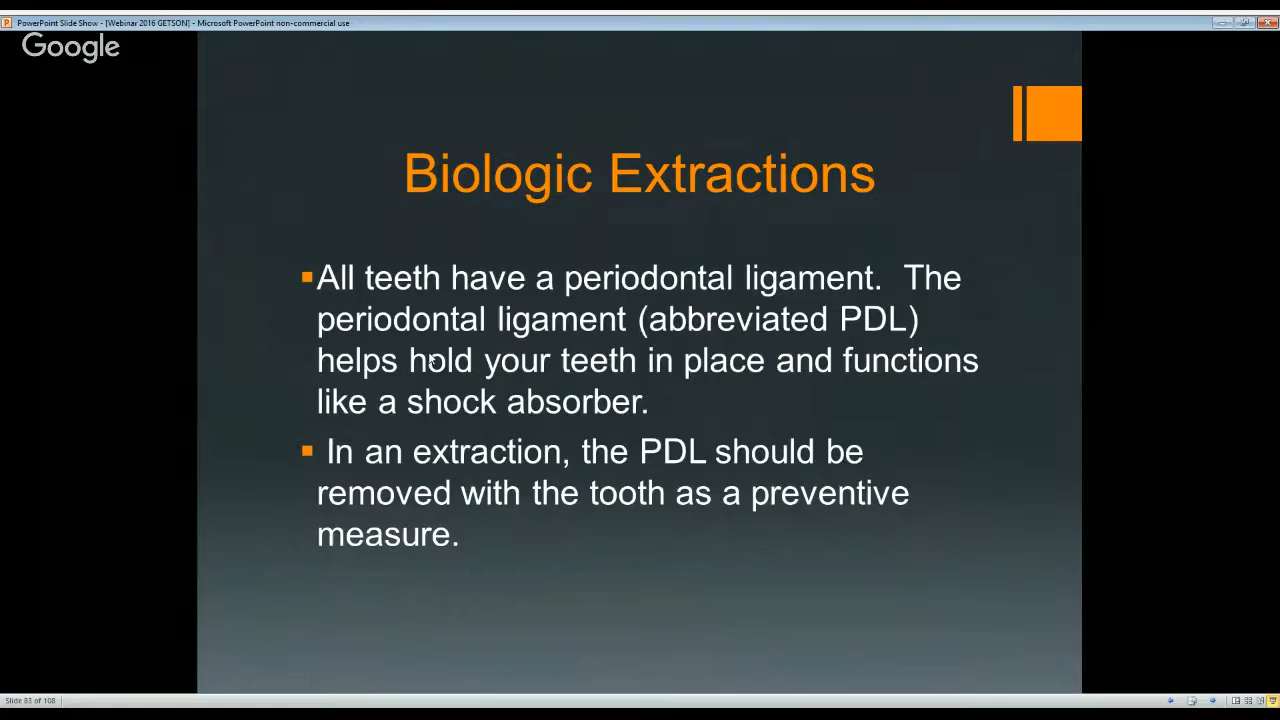 PowerPoint Slide Show - [Webinar 2016 GETSON] - Microsoft PowerPoint non-commercial use
Google
Biologic Extractions
All teeth have a periodontal ligament.  The
periodontal ligament (abbreviated PDL)
helps hold your teeth in place and functions
like a shock absorber.
In an extraction, the PDL should be
removed with the tooth as a preventive
measure.
Slide 83 of 108